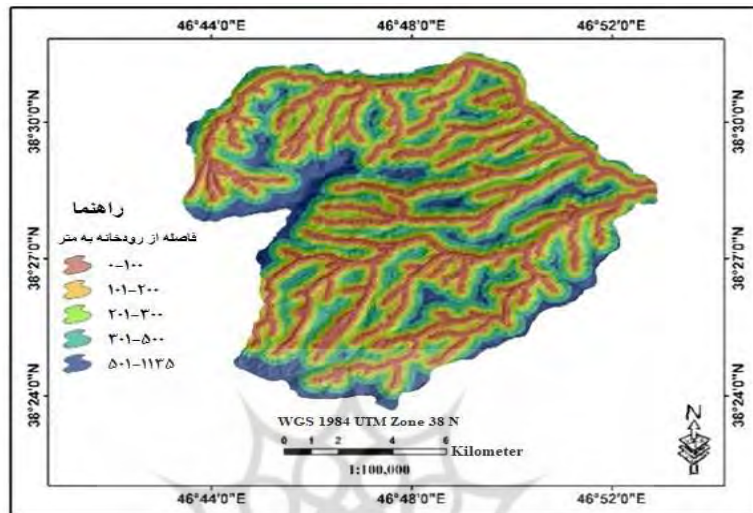 46°44'0"E 46°48'0"E 46°52'0"E
38°30'0"N 38°30'0"N
راهنما
فاصله از رودخانه به متر
۰-۱۰۰
۱۰۱-۲۰۰
۲۰۱-۳۰۰
۳۰۱-۵۰۰
۵۰۱-۱۱۳۵
38°27'0"N 38°27'0"N
38°24'0"N 38°24'0"N
WGS 1984 UTM Zone 38 N
0 1 2 4 6
Kilometer
1:100,000
N
46°44'0"E 46°48'0"E 46°52'0"E